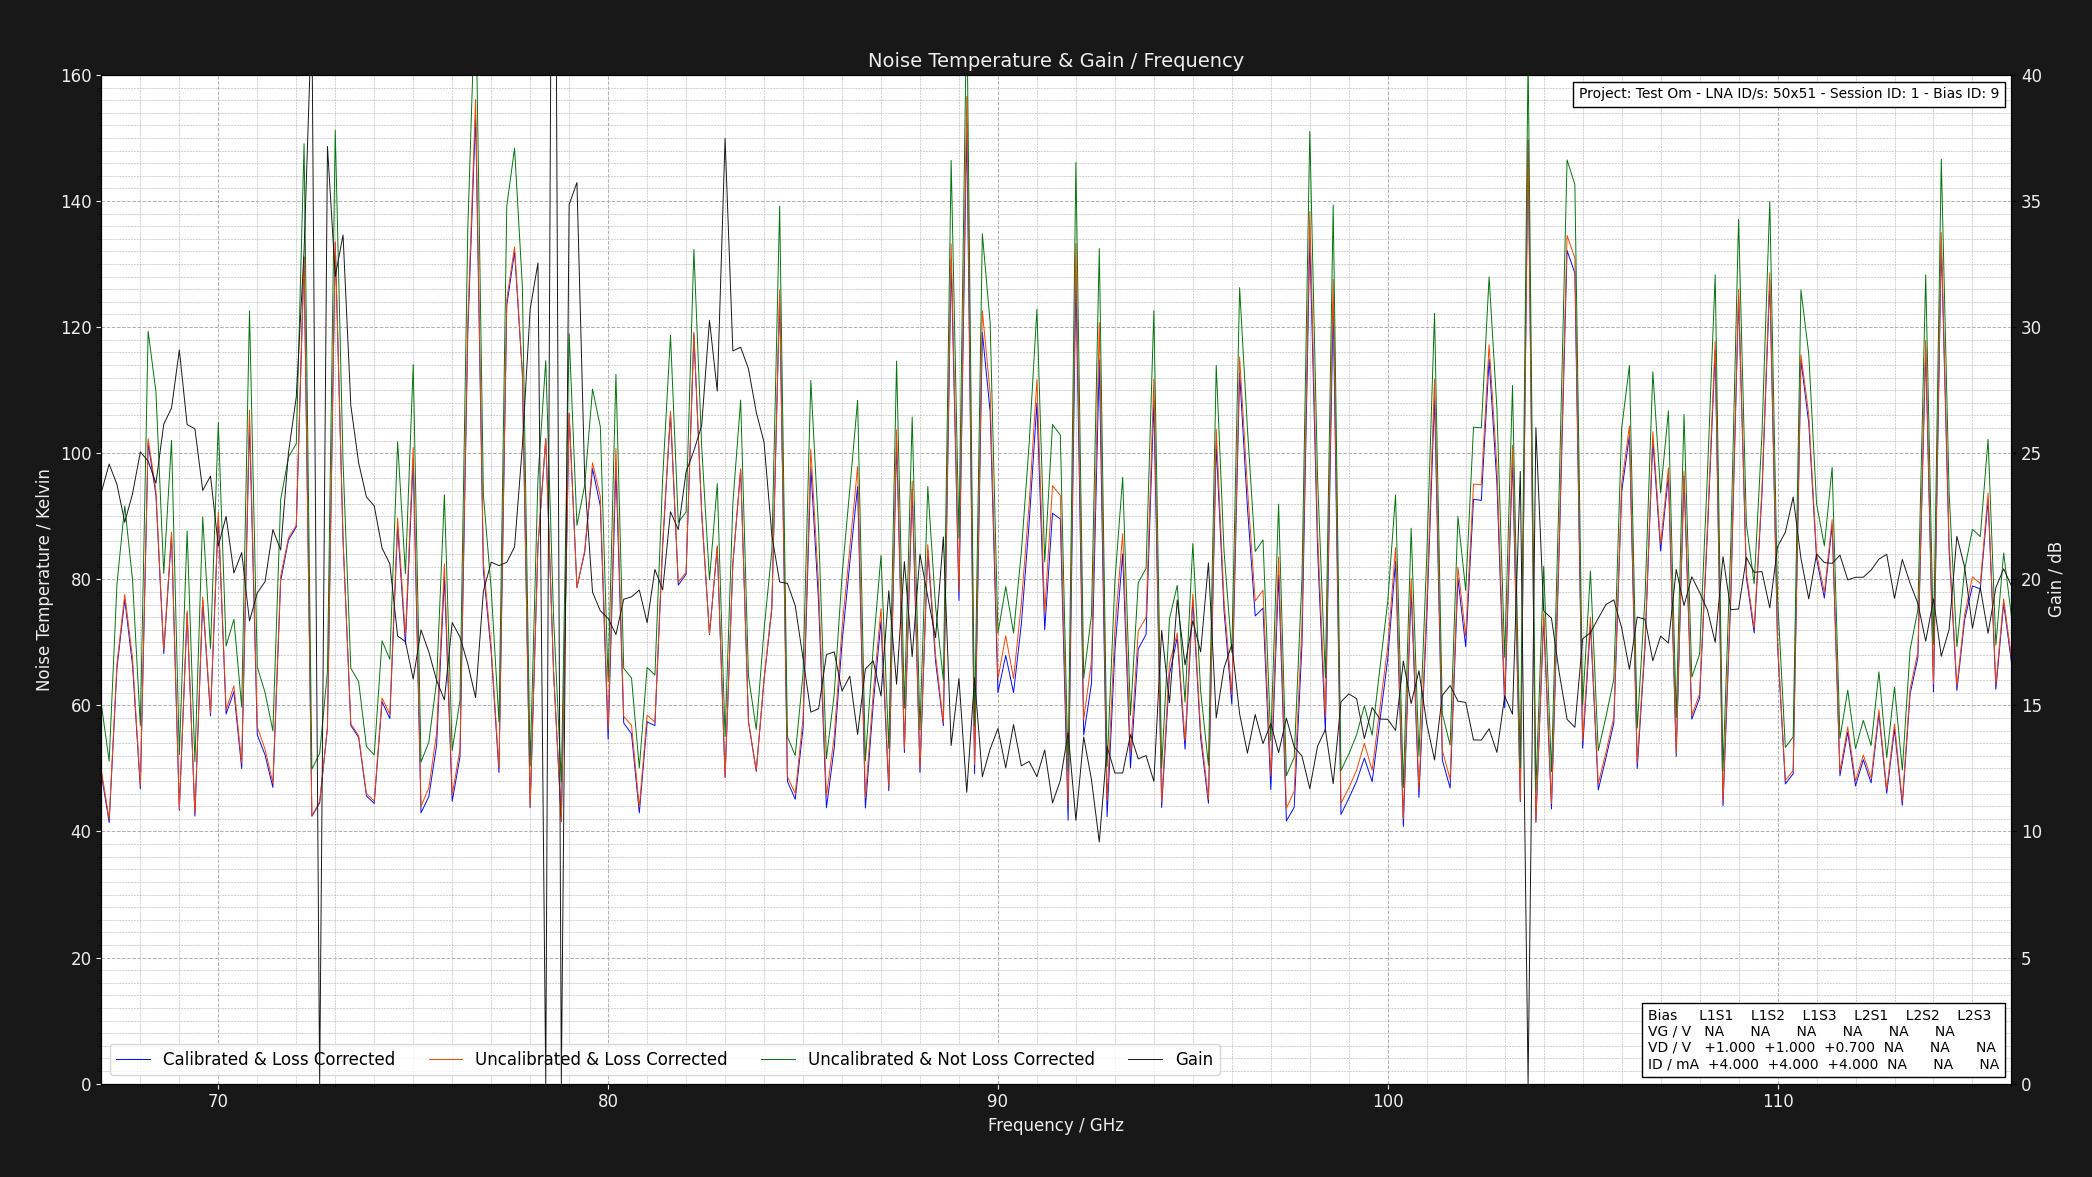 Noise Temperature & Gain / Frequency
Project: Test Om - LNA ID/s: 50x51 - Session ID: 1 - Bias ID: 9
Noise Temperature / Kelvin
160
140
120
100
80
60
40
20
0
40
35
30
25
20
15
10
5
0
Gain / dB
Bias L1S1 L1S2 L1S3 L2S1 L2S2 L2S3
VG / V NA NA NA NA NA NA
VD / V +1.000 +1.000 +0.700 NA NA NA
ID / mA +4.000 +4.000 +4.000 NA NA NA
Calibrated & Loss Corrected Uncalibrated & Loss Corrected Uncalibrated & Not Loss Corrected Gain
70 80 90 100 110
Frequency / GHz